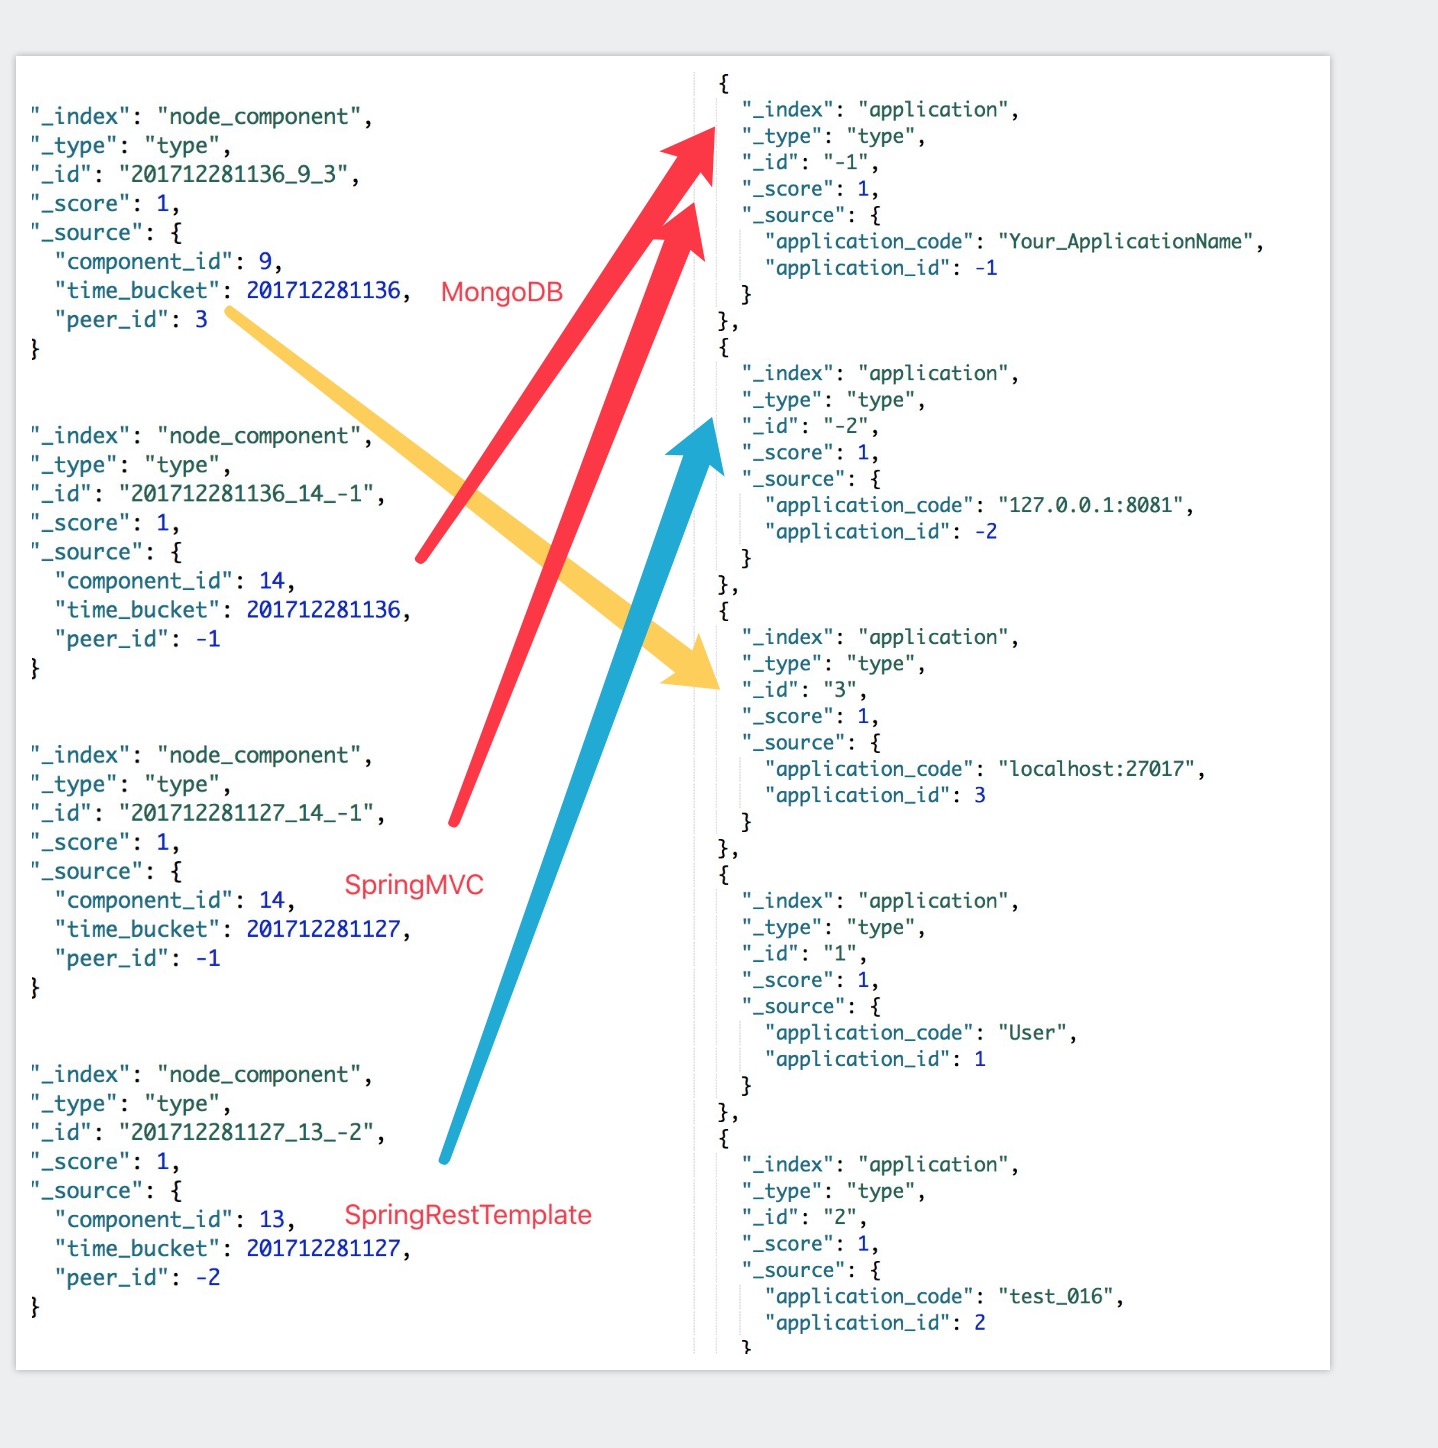 "_index": "node_component",
"_type": "type",
"_id": "201712281136_9_3",
"_score": 1,
"_source": {
"component_id": 9,
"time_bucket": 201712281136,
MongoDB
"peer_id": 3
}
"_index": "node_component",
"_type": "type",
"_id": "201712281136_14_-1",
"_score": 1,
"_source": {
"component_id": 14,
"time_bucket": 201712281136,
"peer_id": -1
}
"_index": "node_component",
"_type": "type",
"_id": "201712281127_14_-1",
"_score": 1,
"_source": {
SpringMVC
"component_id": 14,
"time_bucket": 201712281127,
"peer_id": -1
}
"_index": "node_component",
"_type": "type",
"_id": "201712281127_13_-2",
"_score": 1,
"_source": {
"component_id": 13,
SpringRestTemplate
"time_bucket": 201712281127,
"peer_id": -2
}
{
"_index": "application",
"_type": "type",
"_id": "-1",
"_score": 1,
"_source": {
"application_code": "Your_ApplicationName",
"application_id": -1
}
},
{
"_index": "application",
"_type": "type",
"_id": "-2",
"_score": 1,
"_source": {
"application_code": "127.0.0.1:8081",
"application_id": -2
}
},
{
"_index": "application",
"_type": "type",
"_id": "3",
"_score": 1,
"_source": {
"application_code": "localhost:27017",
"application_id": 3
}
},
{
"_index": "application",
"_type": "type",
"_id": "1",
"_score": 1,
"_source": {
"application_code": "User",
"application_id": 1
}
},
{
"_index": "application",
"_type": "type",
"_id": "2",
"_score": 1,
"_source": {
"application_code": "test_016",
"application_id": 2
}